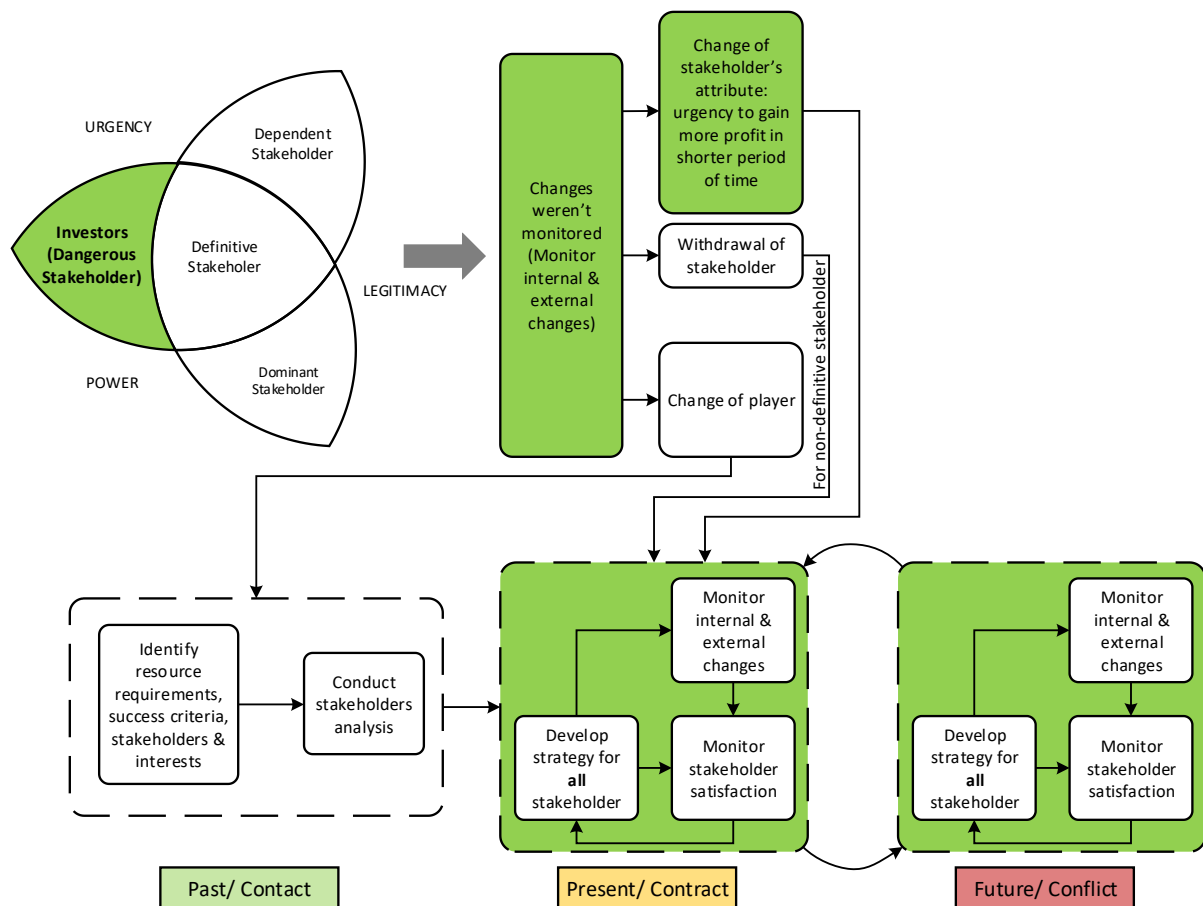 URGENCY
Dependent
Stakeholder
Investors
(Dangerous
Stakeholder)
Definitive
Stakeholer
LEGITIMACY
POWER
Dominant
Stakeholder
Changes
weren't
monitored
(Monitor
internal &
external
changes)
Change of
stakeholder's
attribute:
urgency to gain
more profit in
shorter period
of time
Withdrawal of
stakeholder
Change of player
For non-definitive stakeholder
Identify
resource
requirements,
success criteria,
stakeholders &
interests
Conduct
stakeholders
analysis
Monitor
internal &
external
changes
Develop
strategy for
all
stakeholder
Monitor
stakeholder
satisfaction
Monitor
internal &
external
changes
Develop
strategy for
all
stakeholder
Monitor
stakeholder
satisfaction
Past/ Contact
Present/ Contract
Future/ Conflict